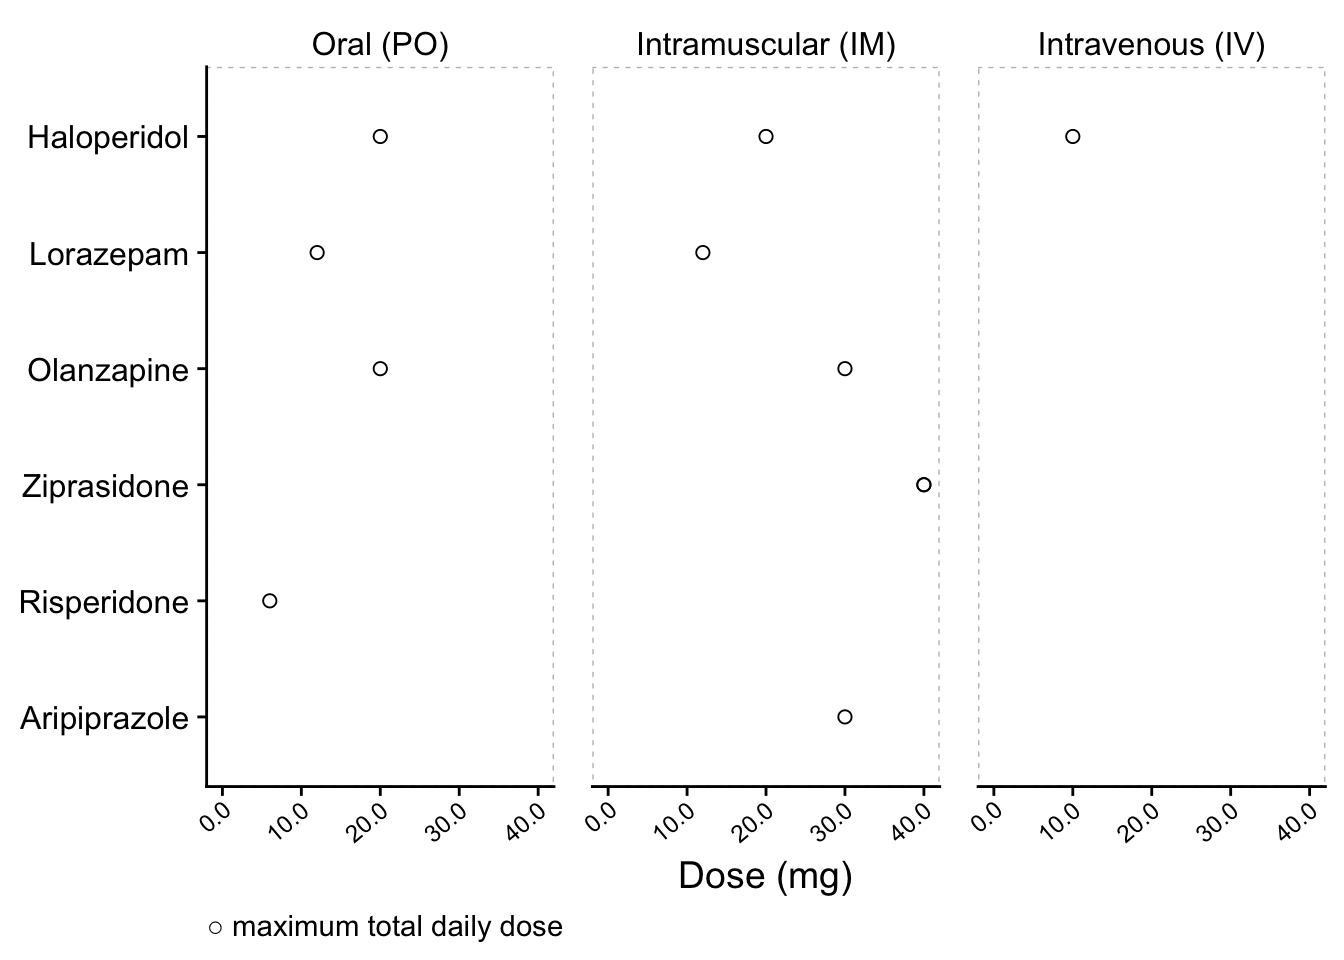 Oral (PO)
Intramuscular (IM)
Intravenous (IV)
Haloperidol
Lorazepam
Olanzapine
Ziprasidone
Risperidone
Aripiprazole
0.0 10.0 20.0 30.0 40.0
0.0 10.0 20.0 30.0 40.0
0.0 10.0 20.0 30.0 40.0
Dose (mg)
maximum total daily dose